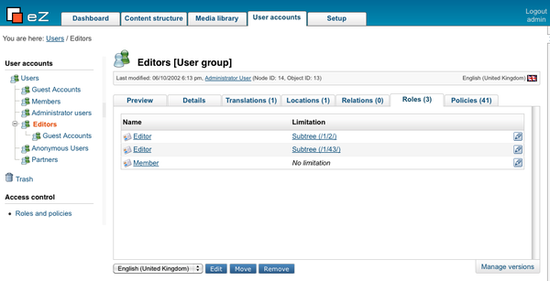 eZ
Dashboard
Content structure
Media library
User accounts
Setup
Logout
admin
You are here: Users / Editors
User accounts
Users
Guest Accounts
Members
Administrator users
Editors
Guest Accounts
Anonymous Users
Partners
Trash
Access control
Roles and policies
Editors [User group]
Last modified: 06/10/2002 6:13 pm, Administrator User (Node ID: 14, Object ID: 13)
English (United Kingdom)
Preview
Details
Translations (1)
Locations (1)
Relations (0)
Roles (3)
Policies (41)
Name Limitation
Editor Subtree (/1/2/)
Editor Subtree (/1/43/)
Member No limitation
English (United Kingdom)
Edit
Move
Remove
Manage versions